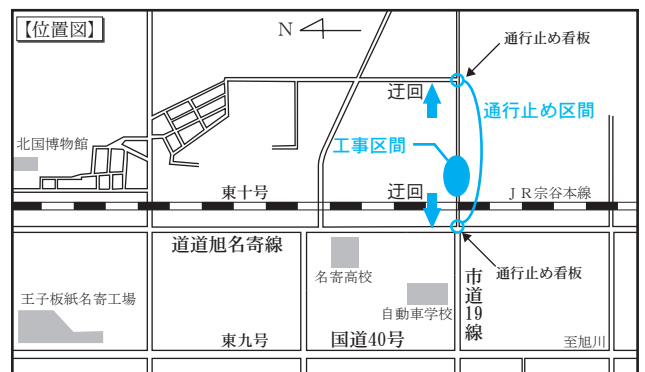 【位置図】
N
通行止め看板
迂回
通行止め区間
北国博物館
工事区間
東十号
迂回
ＪＲ宗谷本線
道道旭名寄線
名寄高校
市道19線
通行止め看板
王子板紙名寄工場
自動車学校
東九号
国道40号
至旭川